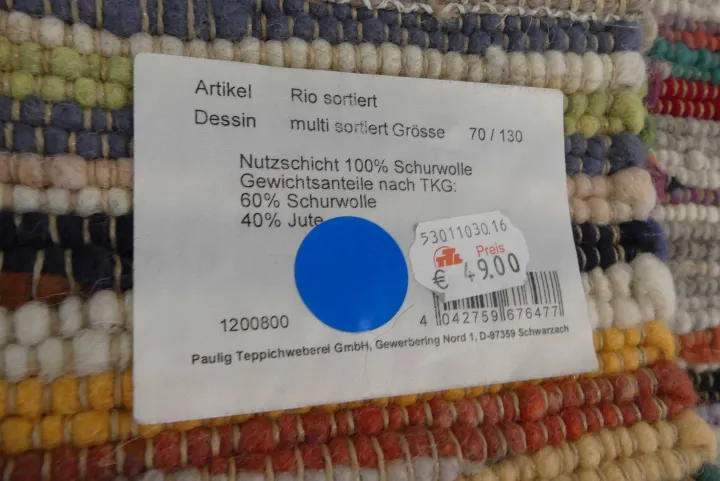 Artikel Rio sortiert
Dessin multi sortiert Grösse 70 / 130
Nutzschicht 100% Schurwolle
Gewichtsanteile nach TKG:
60% Schurwolle
40% Jute
53011030.16
Preis
€ 49.00
1200800
4 042759 676477
Paulig Teppichweberei GmbH, Gewerbering Nord 1, D-97359 Schwarzach